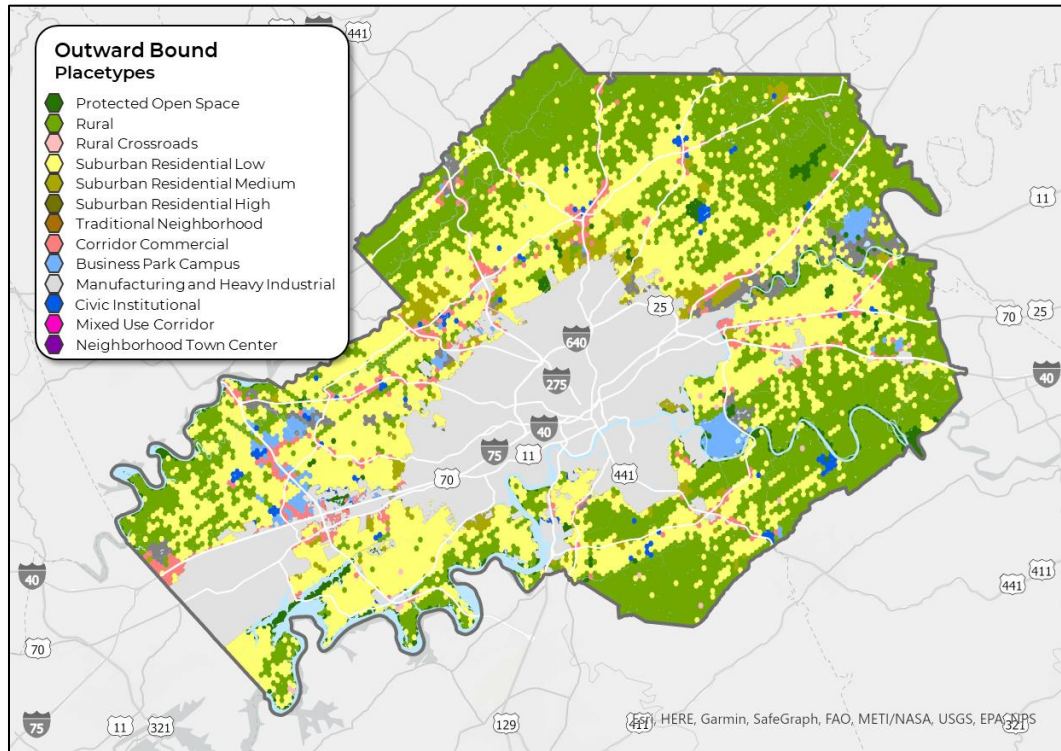 441
11
Outward Bound
Placetypes
Protected Open Space
Rural
Rural Crossroads
Suburban Residential Low
Suburban Residential Medium
Suburban Residential High
Traditional Neighborhood
Corridor Commercial
Business Park Campus
Manufacturing and Heavy Industrial
Civic Institutional
Mixed Use Corridor
Neighborhood Town Center
25
70
25
640
275
40
40
75
11
70
441
40
411
441
70
75
11
321
129
411
321
Esri, HERE, Garmin, SafeGraph, FAO, METI/NASA, USGS, EPA, NPS